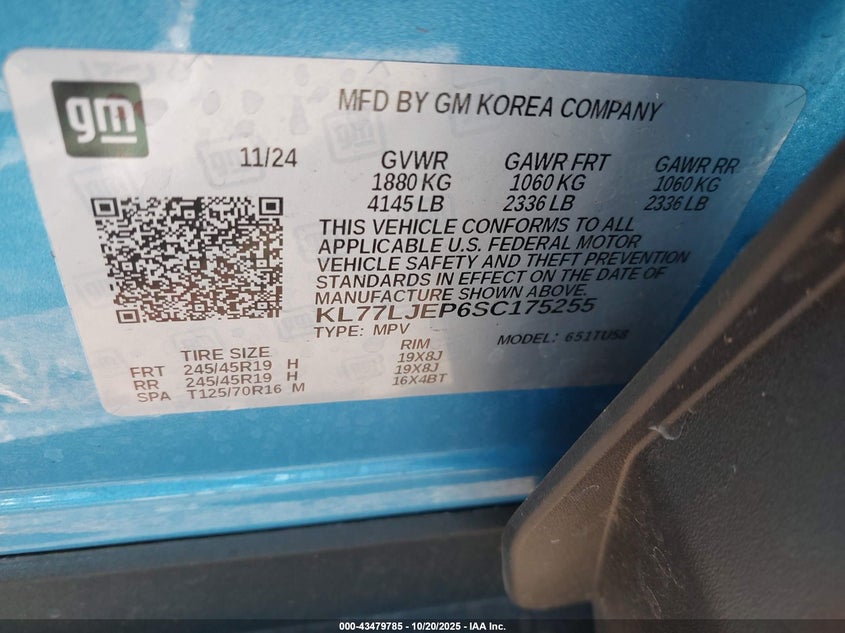 gm
MFD BY GM KOREA COMPANY
11/24
GVWR
1880 KG
4145 LB
GAWR FRT
1060 KG
2336 LB
GAWR RR
1060 KG
2336 LB
THIS VEHICLE CONFORMS TO ALL
APPLICABLE U.S. FEDERAL MOTOR
VEHICLE SAFETY AND THEFT PREVENTION
STANDARDS IN EFFECT ON THE DATE OF
MANUFACTURE SHOWN ABOVE.
KL77LJEP6SC175255
TYPE: MPV
MODEL: 651TU58
TIRE SIZE
RIM
FRT 245/45R19 H 19X8J
RR 245/45R19 H 19X8J
SPA T125/70R16 M 16X4BT
000-43479785 - 10/20/2025 - IAA Inc.